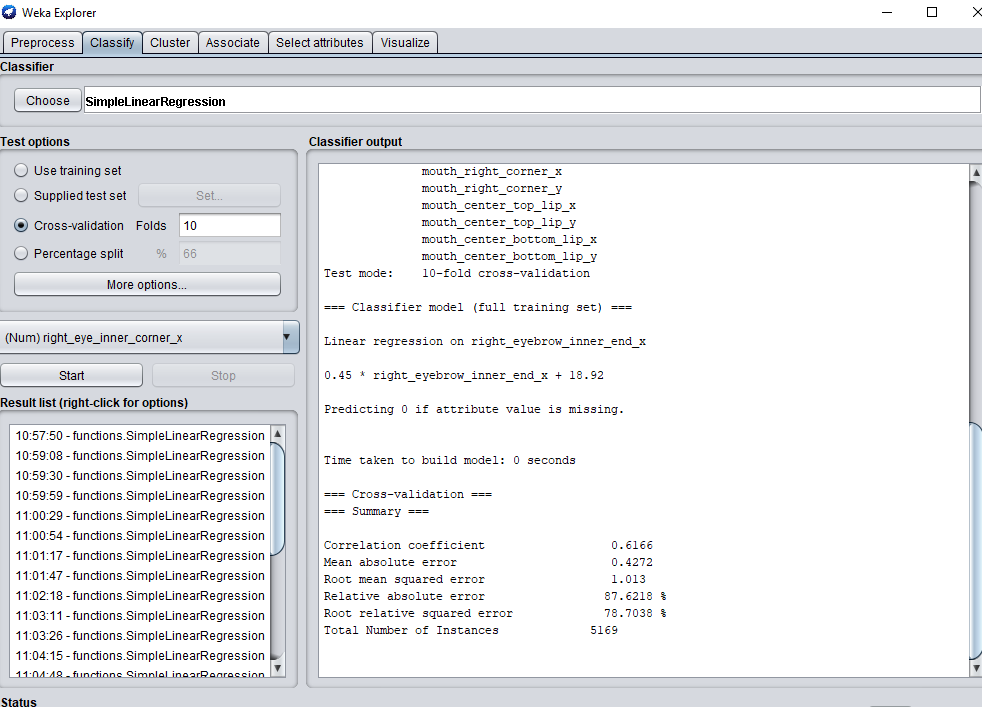 Weka Explorer
Preprocess Classify Cluster Associate Select attributes Visualize
Classifier
Choose SimpleLinearRegression
Test options
Use training set
Supplied test set Set...
Cross-validation Folds 10
Percentage split % 66
More options...
(Num) right_eye_inner_corner_x
Start Stop
Result list (right-click for options)
10:57:50 - functions.SimpleLinearRegression
10:59:08 - functions.SimpleLinearRegression
10:59:30 - functions.SimpleLinearRegression
10:59:59 - functions.SimpleLinearRegression
11:00:29 - functions.SimpleLinearRegression
11:00:54 - functions.SimpleLinearRegression
11:01:17 - functions.SimpleLinearRegression
11:01:47 - functions.SimpleLinearRegression
11:02:18 - functions.SimpleLinearRegression
11:03:11 - functions.SimpleLinearRegression
11:03:26 - functions.SimpleLinearRegression
11:04:15 - functions.SimpleLinearRegression
11:04:48 - functions.SimpleLinearRegression
Classifier output
mouth_right_corner_x
mouth_right_corner_y
mouth_center_top_lip_x
mouth_center_top_lip_y
mouth_center_bottom_lip_x
mouth_center_bottom_lip_y
Test mode: 10-fold cross-validation
=== Classifier model (full training set) ===
Linear regression on right_eyebrow_inner_end_x
0.45 * right_eyebrow_inner_end_x + 18.92
Predicting 0 if attribute value is missing.
Time taken to build model: 0 seconds
=== Cross-validation ===
=== Summary ===
Correlation coefficient 0.6166
Mean absolute error 0.4272
Root mean squared error 1.013
Relative absolute error 87.6218 %
Root relative squared error 78.7038 %
Total Number of Instances 5169
Status